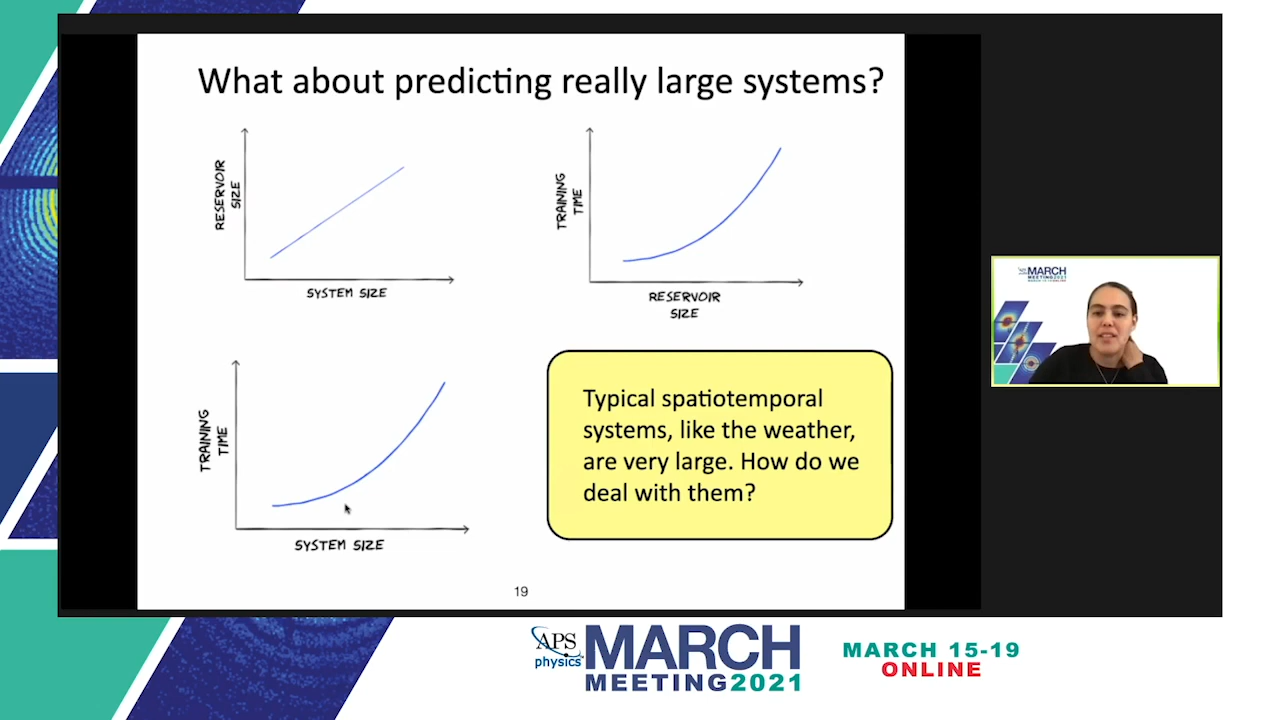 What about predicting really large systems?
RESERVOIR
SIZE
SYSTEM SIZE
TRAINING
TIME
RESERVOIR
SIZE
TRAINING
TIME
SYSTEM SIZE
Typical spatiotemporal
systems, like the weather,
are very large. How do we
deal with them?
19
MARCH
MEETING2021
APS
physics
MARCH
MEETING2021
MARCH 15-19
ONLINE